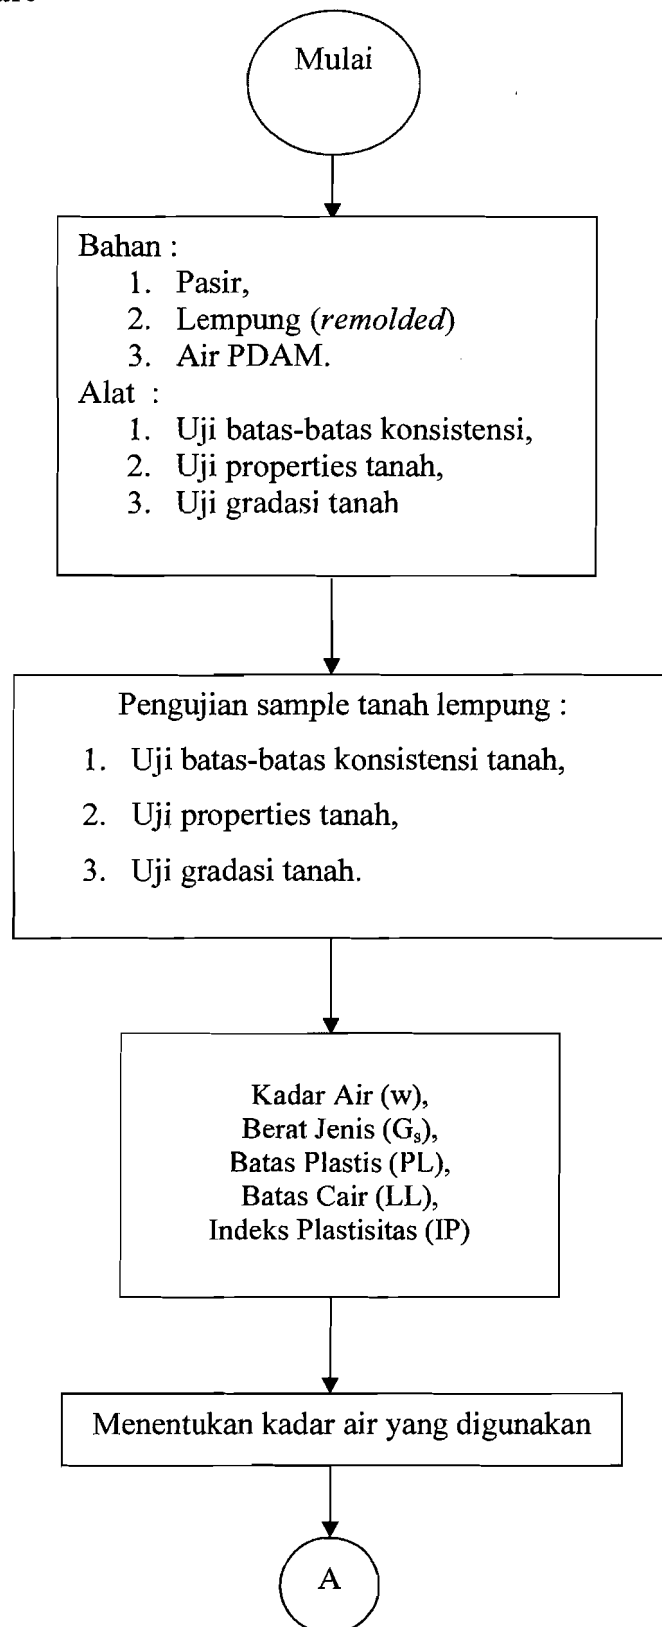 Mulai
Bahan :
1. Pasir,
2. Lempung (remolded)
3. Air PDAM.
Alat :
1. Uji batas-batas konsistensi,
2. Uji properties tanah,
3. Uji gradasi tanah
Pengujian sample tanah lempung :
1. Uji batas-batas konsistensi tanah,
2. Uji properties tanah,
3. Uji gradasi tanah.
Kadar Air (w),
Berat Jenis (Gs),
Batas Plastis (PL),
Batas Cair (LL),
Indeks Plastisitas (IP)
Menentukan kadar air yang digunakan
A